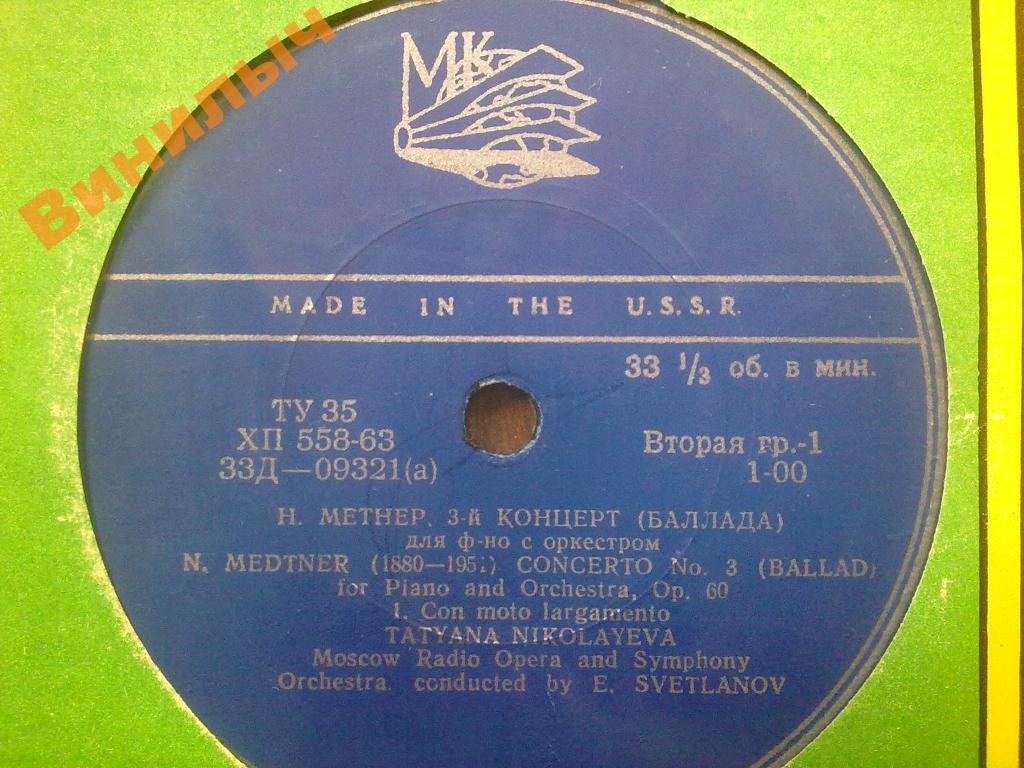 Винилыч
МК
MADE IN THE U.S.S.R.
33 1/3 об. в мин.
ТУ 35
ХП 558-63
33Д—09321(а)
Вторая гр.-1
1-00
Н. МЕТНЕР. 3-й КОНЦЕРТ (БАЛЛАДА)
для ф-но с оркестром
N. MEDTNER (1880—1951) CONCERTO No. 3 (BALLAD)
for Piano and Orchestra, Op. 60
1. Con moto largamento
TATYANA NIKOLAYEVA
Moscow Radio Opera and Symphony
Orchestra. conducted by E. SVETLANOV